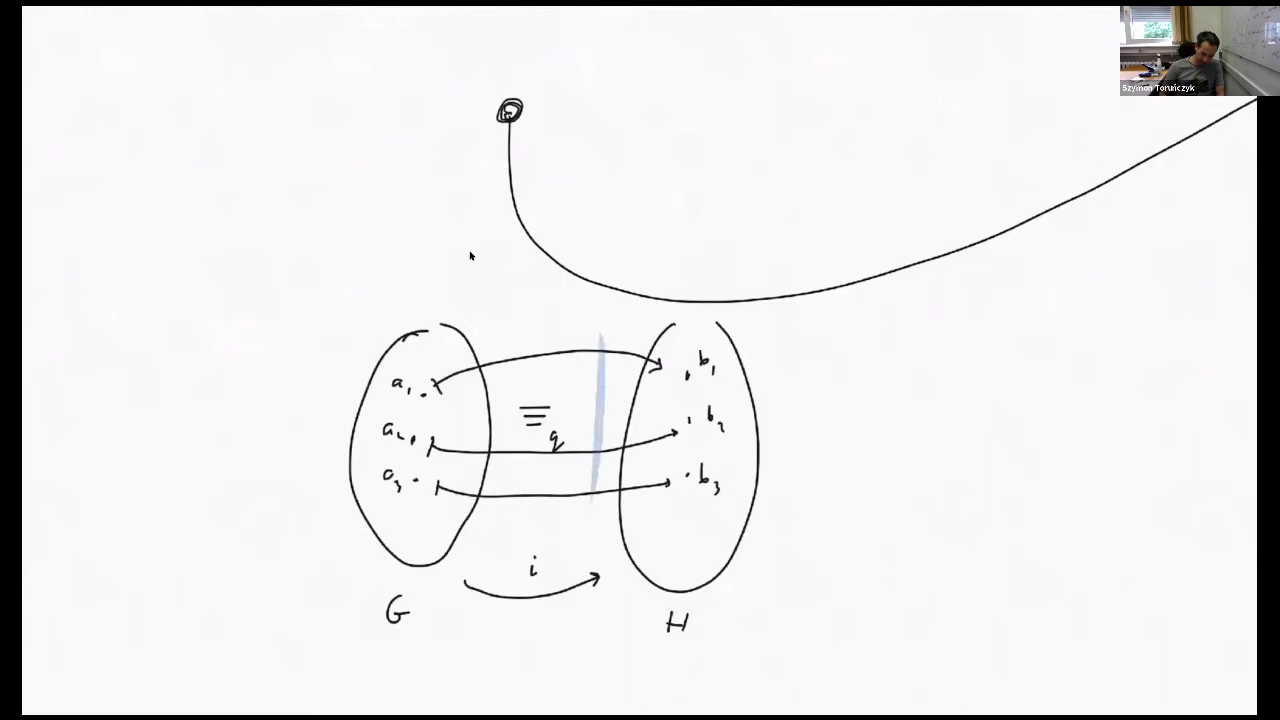 Szymon Toruńczyk
a₁ b₁
≡q
a₂ b₂
a₃ b₃
i
G H